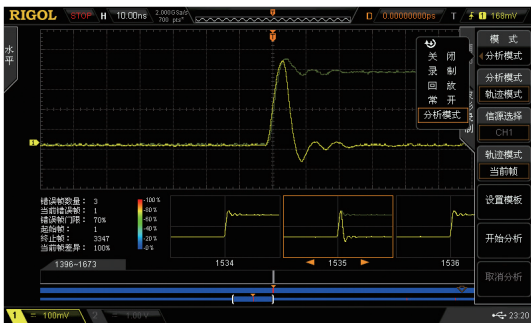 RIGOL STOP H 10.00ns 2.000GSa/s 700 pts D 0.00000000ps T 1 168mV
水平
关 闭
录 制
回 放
常 开
分析模式
模 式
分析模式
分析模式
轨迹模式
信源选择
CH1
轨迹模式
当前帧
设置模板
开始分析
取消分析
1
错误帧数量: 3
当前错误帧: 1
错误帧门限: 70%
起始帧: 1
终止帧: 3347
当前帧差异: 100%
100%
80%
60%
40%
20%
0%
1396-1673 1534 1535 1536
1 = 100mV 2 = 1.00 V 23:20